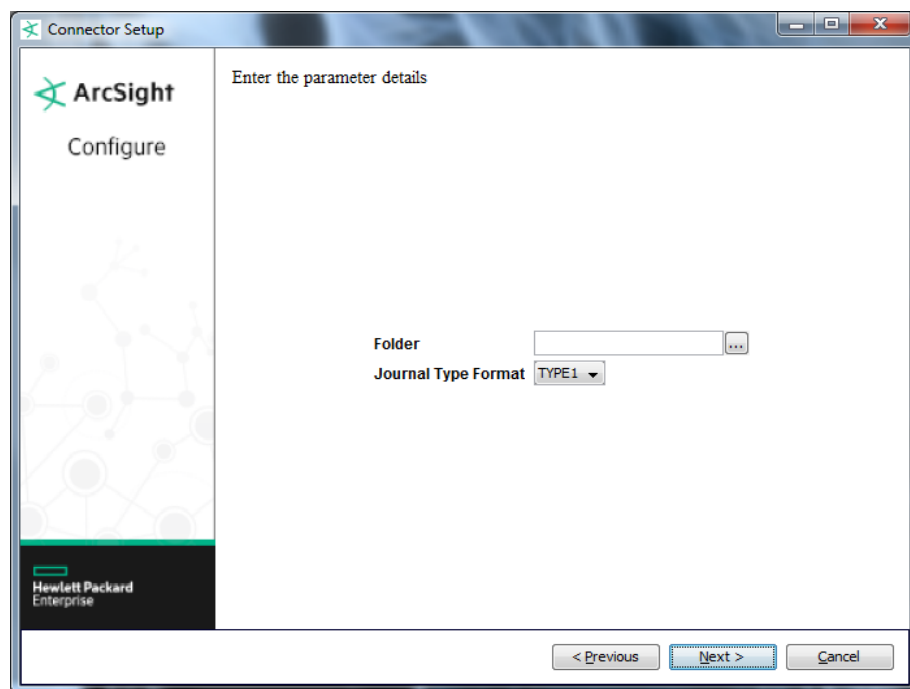 Connector Setup
ArcSight
Configure
Enter the parameter details
Folder
...
Journal Type Format TYPE1
Hewlett Packard
Enterprise
< Previous Next > Cancel